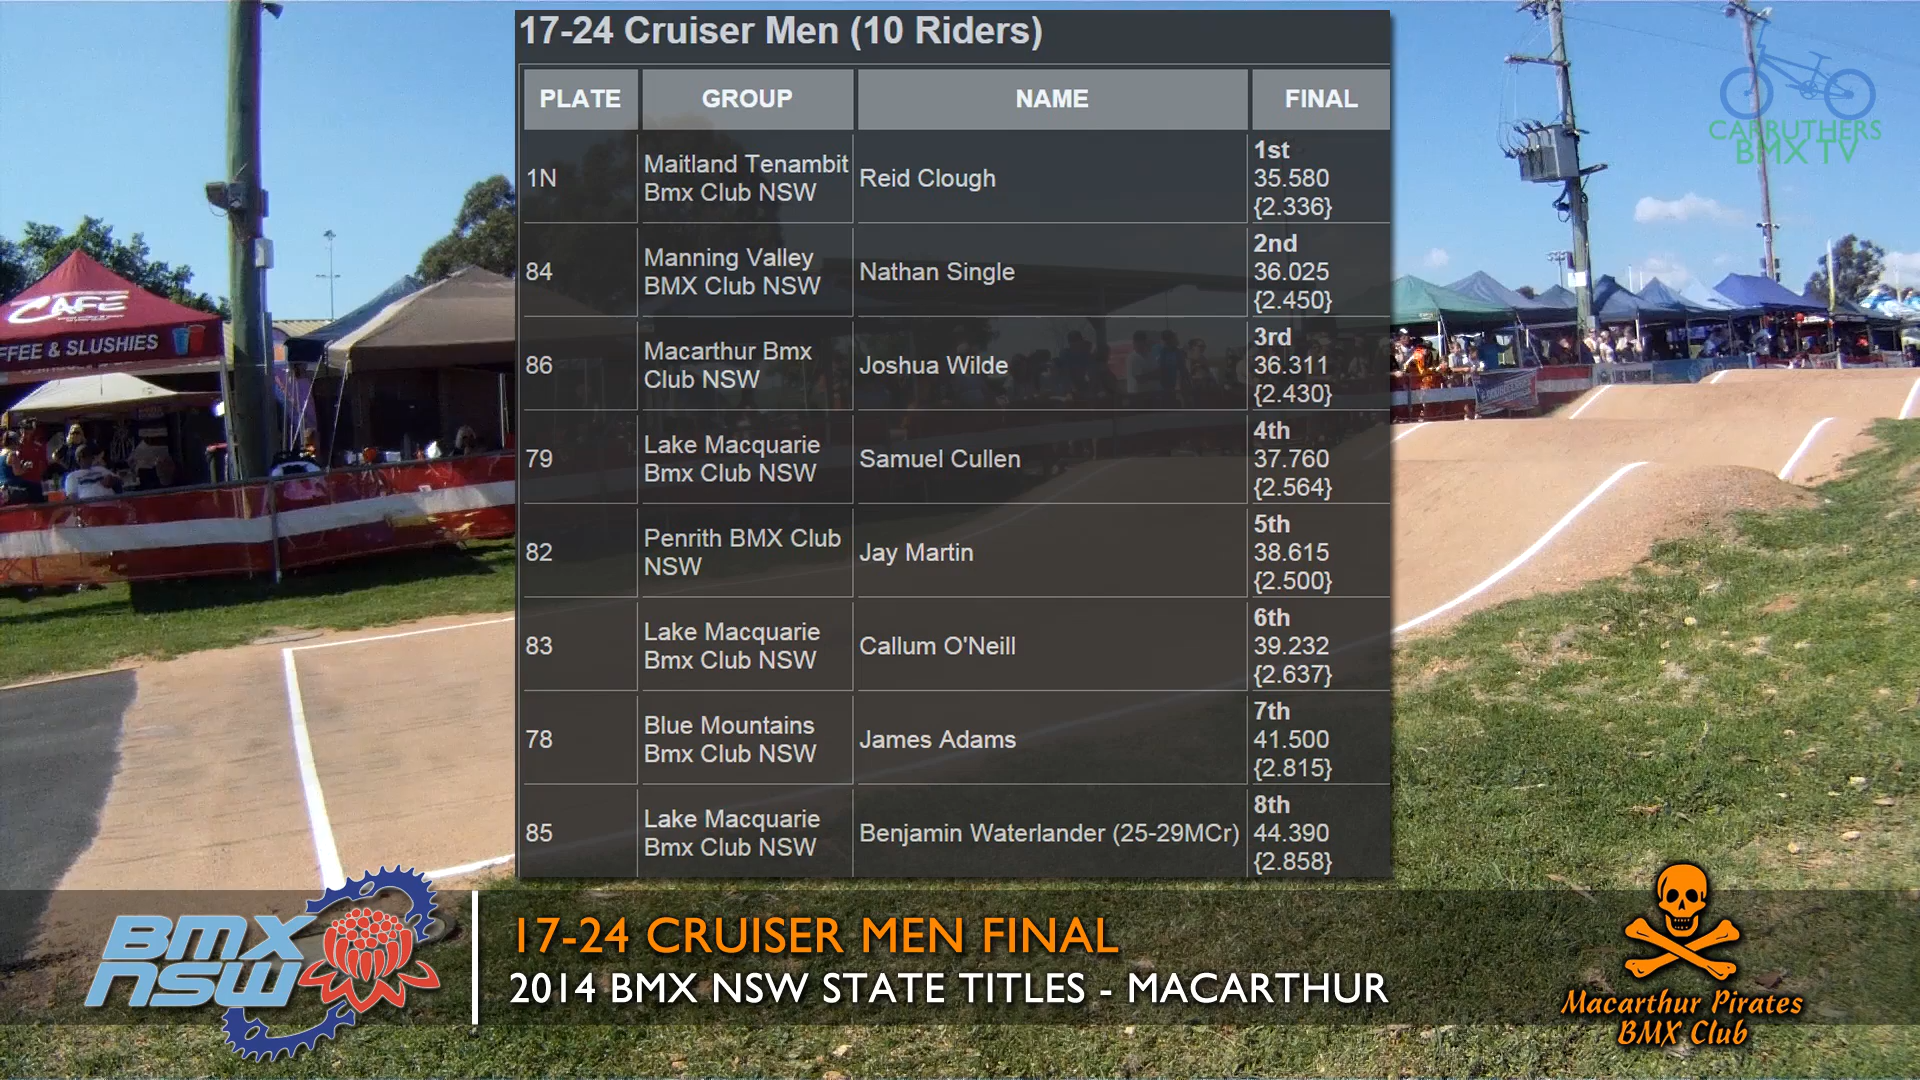 17-24 Cruiser Men (10 Riders)
PLATE GROUP NAME FINAL
1N Maitland Tenambit Bmx Club NSW Reid Clough 1st 35.580 {2.336}
84 Manning Valley BMX Club NSW Nathan Single 2nd 36.025 {2.450}
86 Macarthur Bmx Club NSW Joshua Wilde 3rd 36.311 {2.430}
79 Lake Macquarie Bmx Club NSW Samuel Cullen 4th 37.760 {2.564}
82 Penrith BMX Club NSW Jay Martin 5th 38.615 {2.500}
83 Lake Macquarie Bmx Club NSW Callum O'Neill 6th 39.232 {2.637}
78 Blue Mountains Bmx Club NSW James Adams 7th 41.500 {2.815}
85 Lake Macquarie Bmx Club NSW Benjamin Waterlander (25-29MCr) 8th 44.390 {2.858}
CARRUTHERS
BMX TV
CAFE
FFEE & SLUSHIES
BMX
NSW
17-24 CRUISER MEN FINAL
2014 BMX NSW STATE TITLES - MACARTHUR
Macarthur Pirates
BMX Club